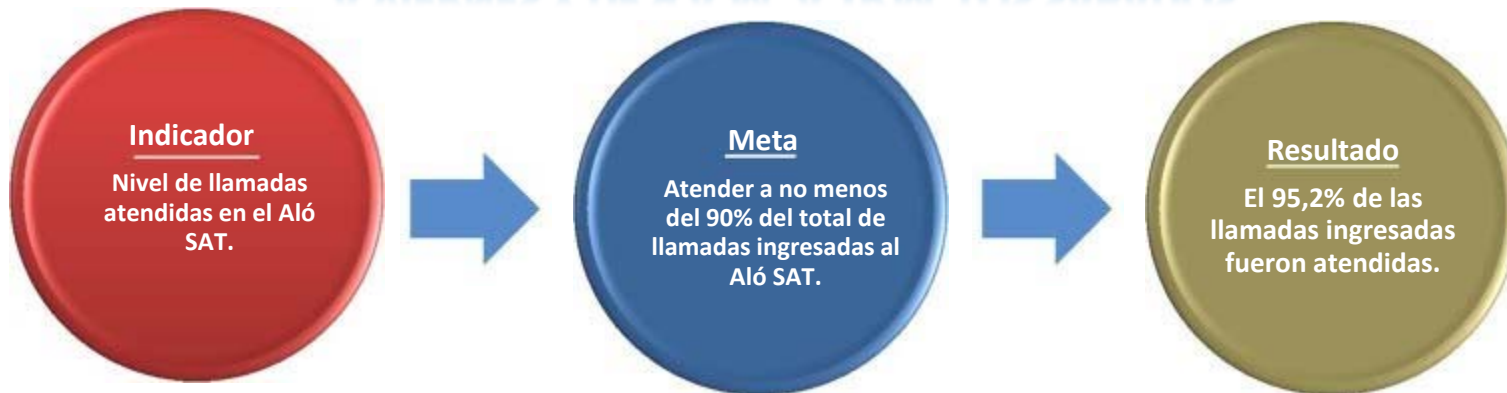 Indicador
Nivel de llamadas
atendidas en el Aló
SAT.
Meta
Atender a no menos
del 90% del total de
llamadas ingresadas al
Aló SAT.
Resultado
El 95,2% de las
llamadas ingresadas
fueron atendidas.